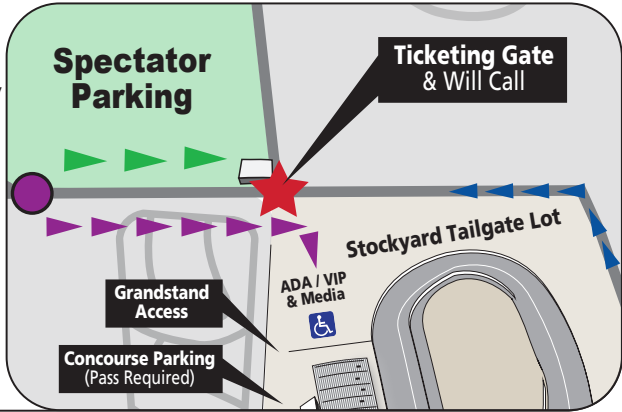 Spectator
Parking
Ticketing Gate
& Will Call
Stockyard Tailgate Lot
ADA / VIP
& Media
Grandstand
Access
Concourse Parking
(Pass Required)